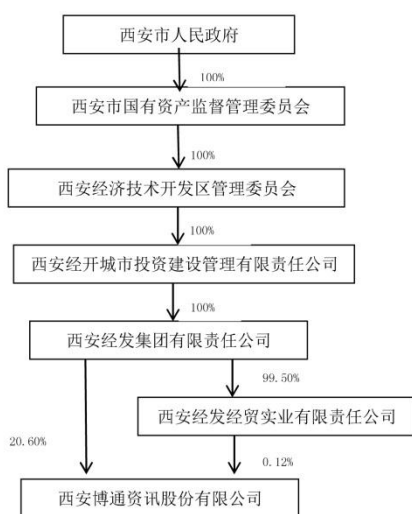 西安市人民政府
100%
西安市国有资产监督管理委员会
100%
西安经济技术开发区管理委员会
100%
西安经开城市投资建设管理有限责任公司
100%
西安经发集团有限责任公司
99.50%
西安经发经贸实业有限责任公司
20.60%
0.12%
西安博通资讯股份有限公司